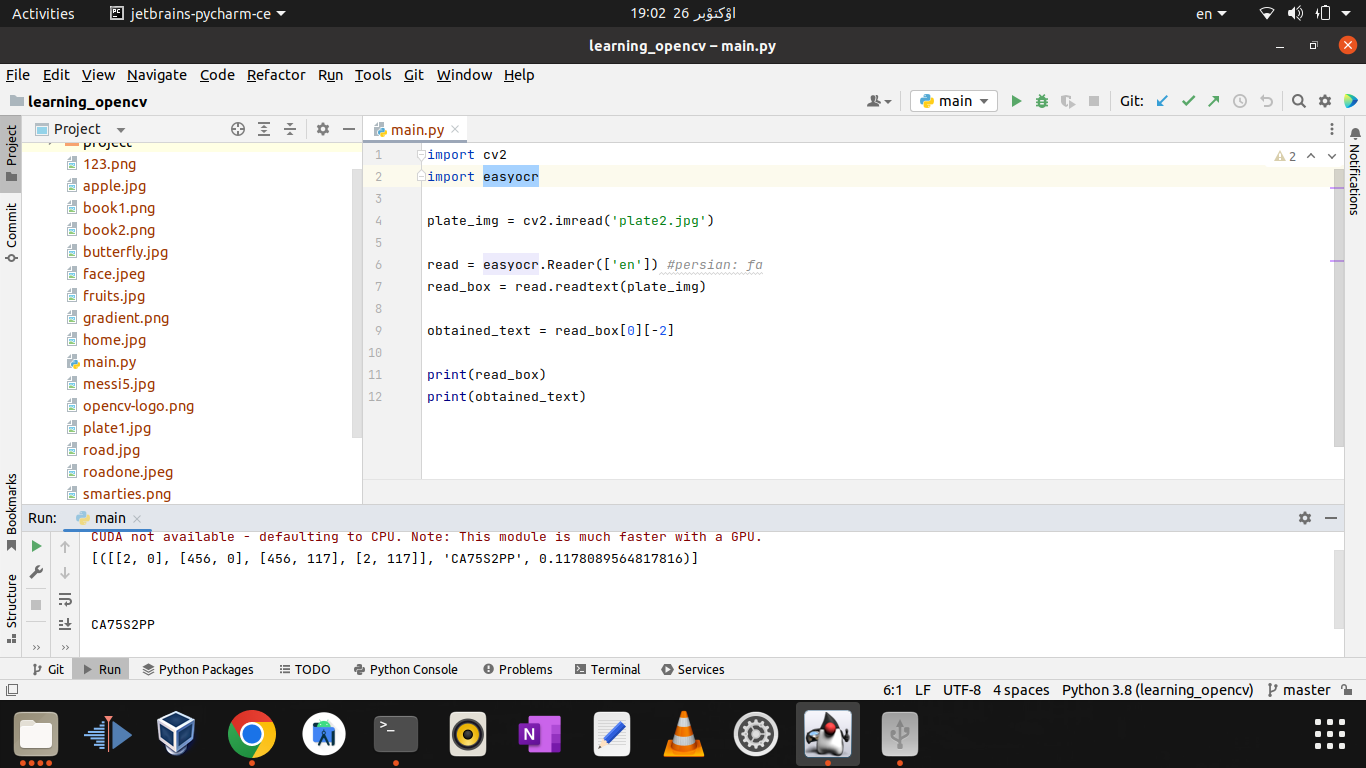 Activities
jetbrains-pycharm-ce
19:02 26 اوْکتوْبر
en
learning_opencv – main.py
File Edit View Navigate Code Refactor Run Tools Git Window Help
learning_opencv
main
Git:
Project
main.py
project
123.png
apple.jpg
book1.png
book2.png
butterfly.jpg
face.jpeg
fruits.jpg
gradient.png
home.jpg
main.py
messi5.jpg
opencv-logo.png
plate1.jpg
road.jpg
roadone.jpeg
smarties.png
Project
Commit
Bookmarks
Structure
Notifications
2
1 import cv2
2 import easyocr
3
4 plate_img = cv2.imread('plate2.jpg')
5
6 read = easyocr.Reader(['en']) #persian: fa
7 read_box = read.readtext(plate_img)
8
9 obtained_text = read_box[0][-2]
10
11 print(read_box)
12 print(obtained_text)
Run: main
CUDA not available - defaulting to CPU. Note: This module is much faster with a GPU.
[([[2, 0], [456, 0], [456, 117], [2, 117]], 'CA75S2PP', 0.1178089564817816)]
CA75S2PP
Git Run Python Packages TODO Python Console Problems Terminal Services
6:1 LF UTF-8 4 spaces Python 3.8 (learning_opencv) master